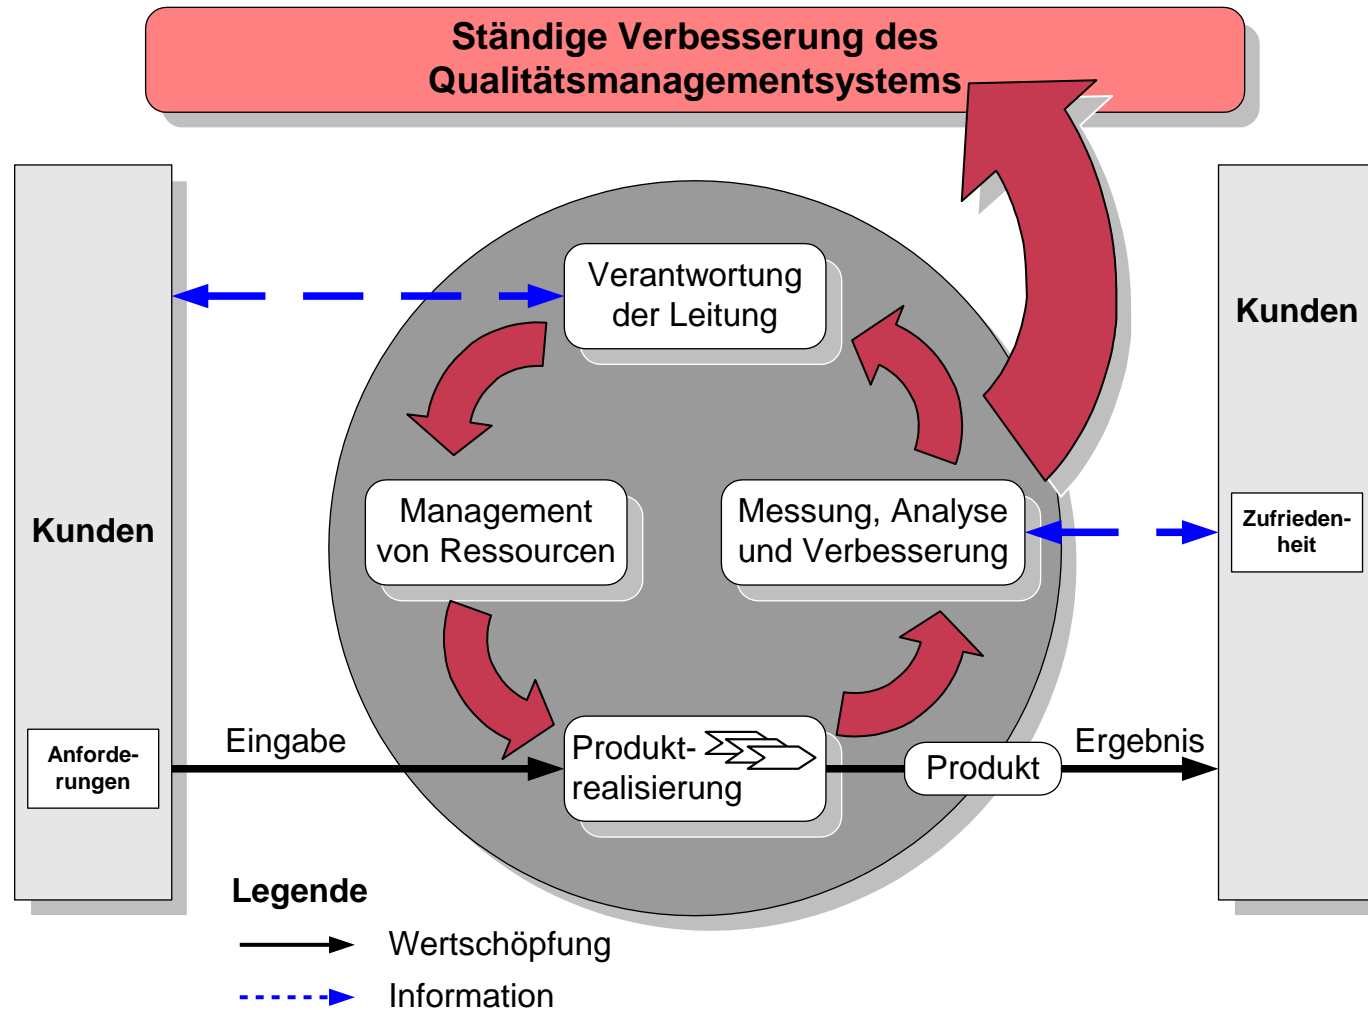 Ständige Verbesserung des
Qualitätsmanagementsystems
Verantwortung
der Leitung
Kunden
Kunden
Management
von Ressourcen
Messung, Analyse
und Verbesserung
Zufrieden-
heit
Anforde-
rungen
Eingabe
Produkt-
realisierung
Produkt
Ergebnis
Legende
Wertschöpfung
Information